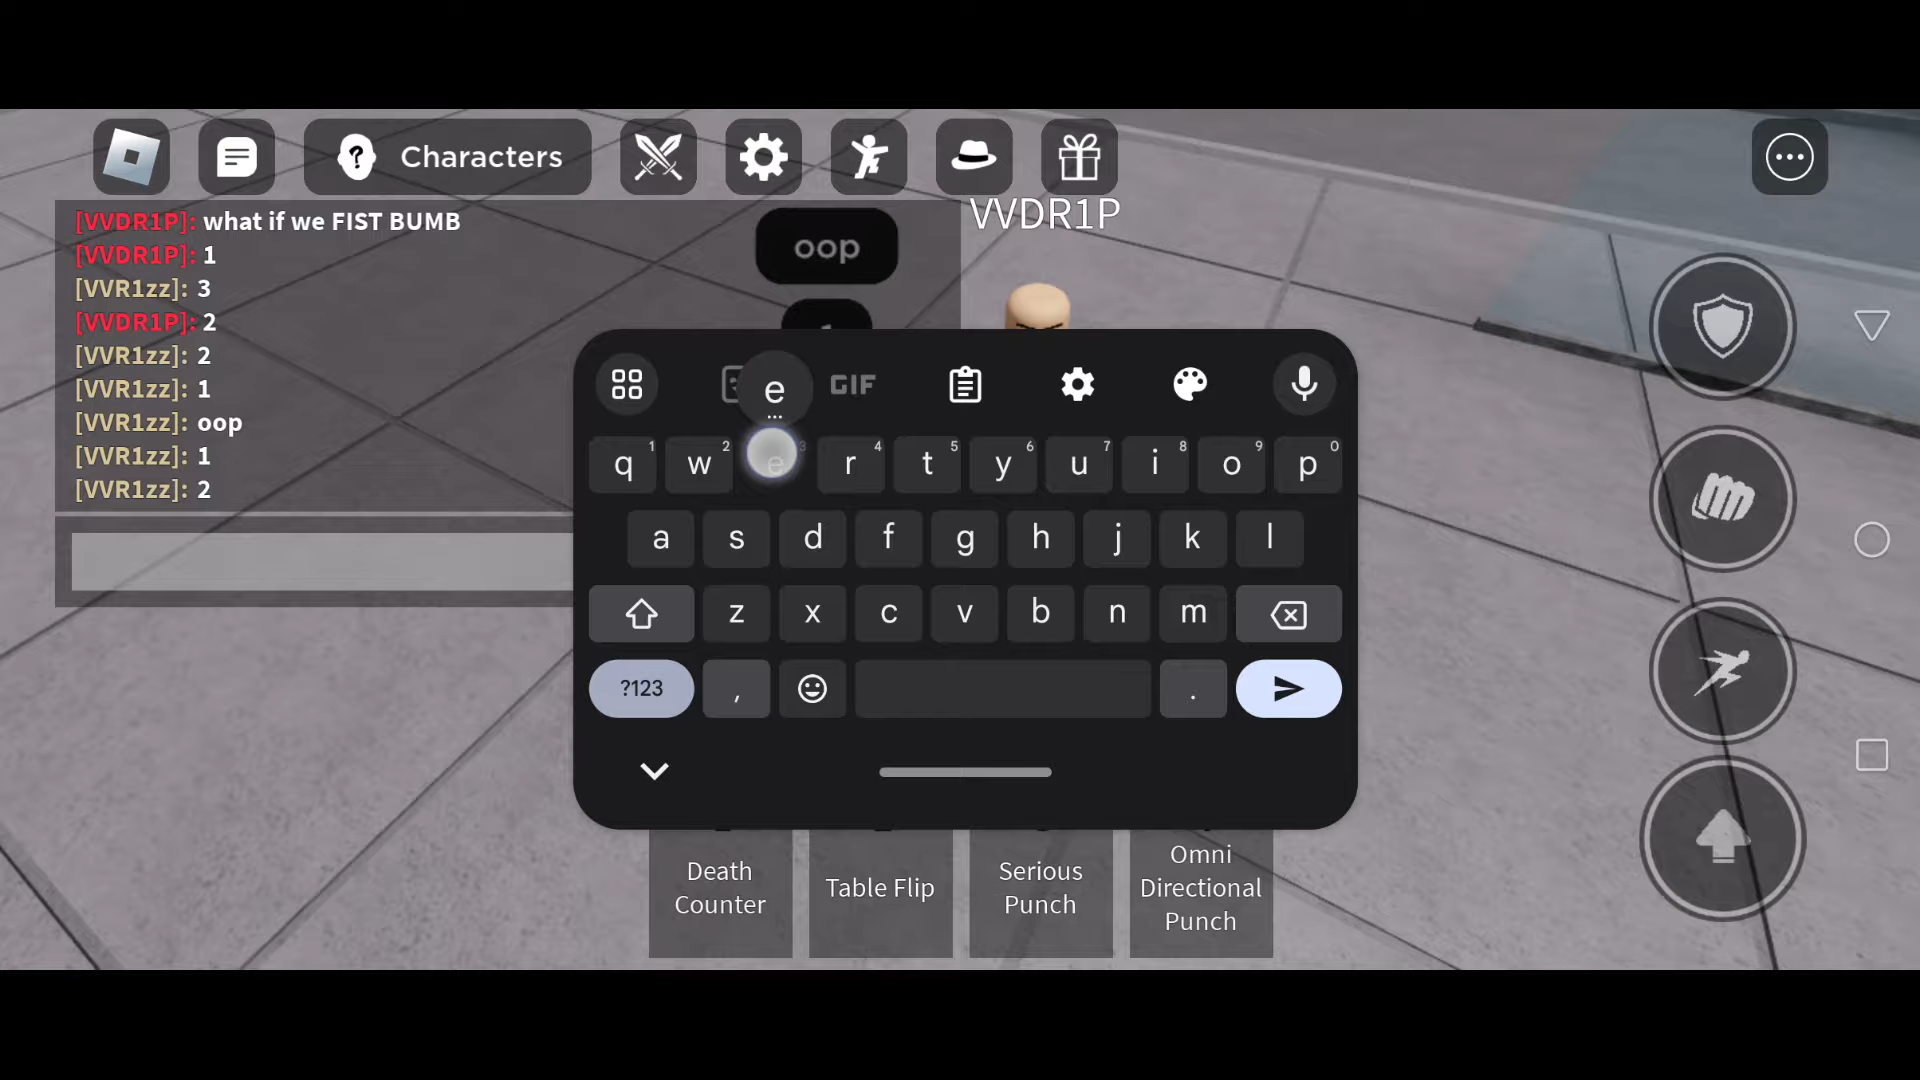 Characters
VVDR1P
[VVDR1P]: what if we FIST BUMB
[VVDR1P]: 1
[VVR1zz]: 3
[VVDR1P]: 2
[VVR1zz]: 2
[VVR1zz]: 1
[VVR1zz]: oop
[VVR1zz]: 1
[VVR1zz]: 2
oop
e
GIF
1 2 3 4 5 6 7 8 9 0
q w e r t y u i o p
a s d f g h j k l
z x c v b n m
?123 , .
Death
Counter
Table Flip
Serious
Punch
Omni
Directional
Punch